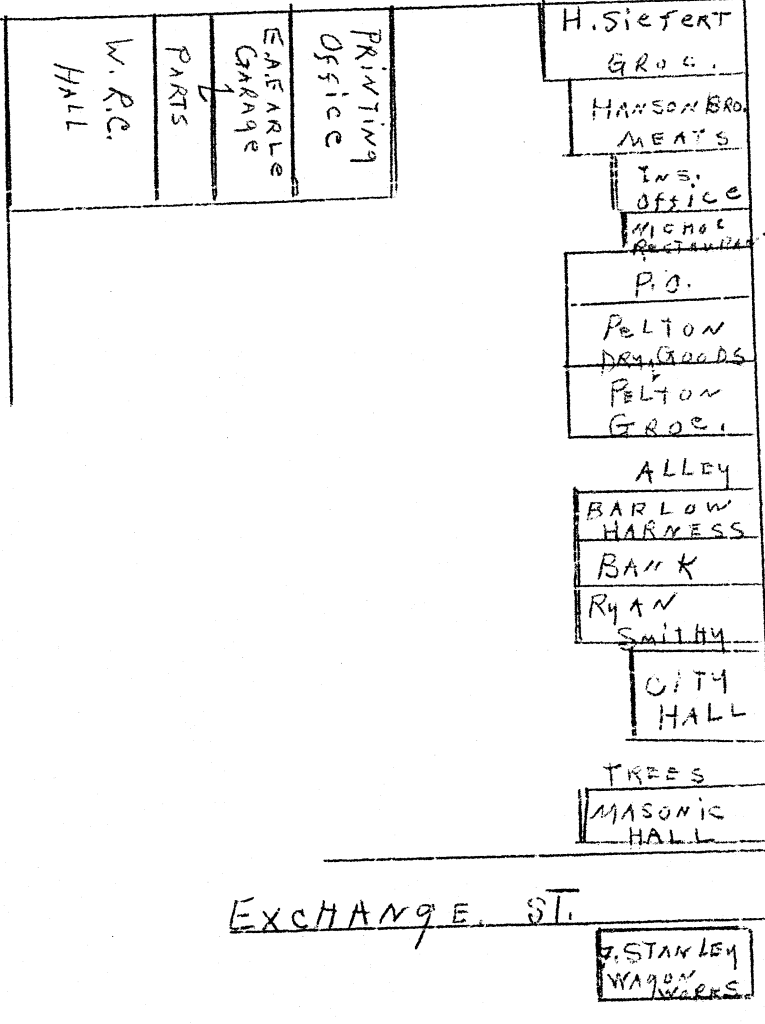 W. R.C.
HALL
PARTS
E.A.EARLE
GARAGE
PRINTING
OFFICE
H. SIEFERT
GROC.
HANSON BRO.
MEATS
INS.
OFFICE
P.O.
PELTON
DRY. GOODS
PELTON
GROC.
ALLEY
BARLOW
HARNESS
BANK
RYAN
SMITHY
CITY
HALL
TREES
MASONIC
HALL
EXCHANGE. ST.
STANLEY
WAGON
WORKS